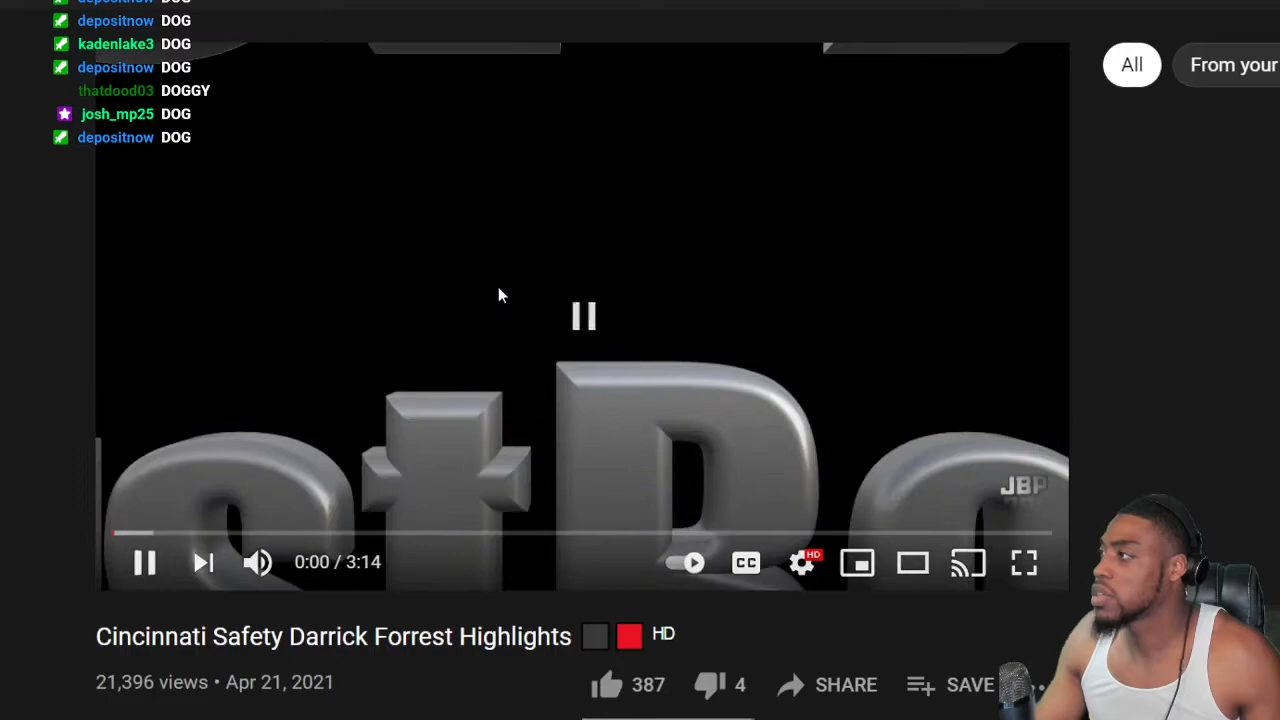 depositnow DOG
kadenlake3 DOG
depositnow DOG
thatdood03 DOGGY
josh_mp25 DOG
depositnow DOG
All
From your
JBP
HD
CC
0:00 / 3:14
Cincinnati Safety Darrick Forrest Highlights HD
21,396 views • Apr 21, 2021
387
4
SHARE
SAVE